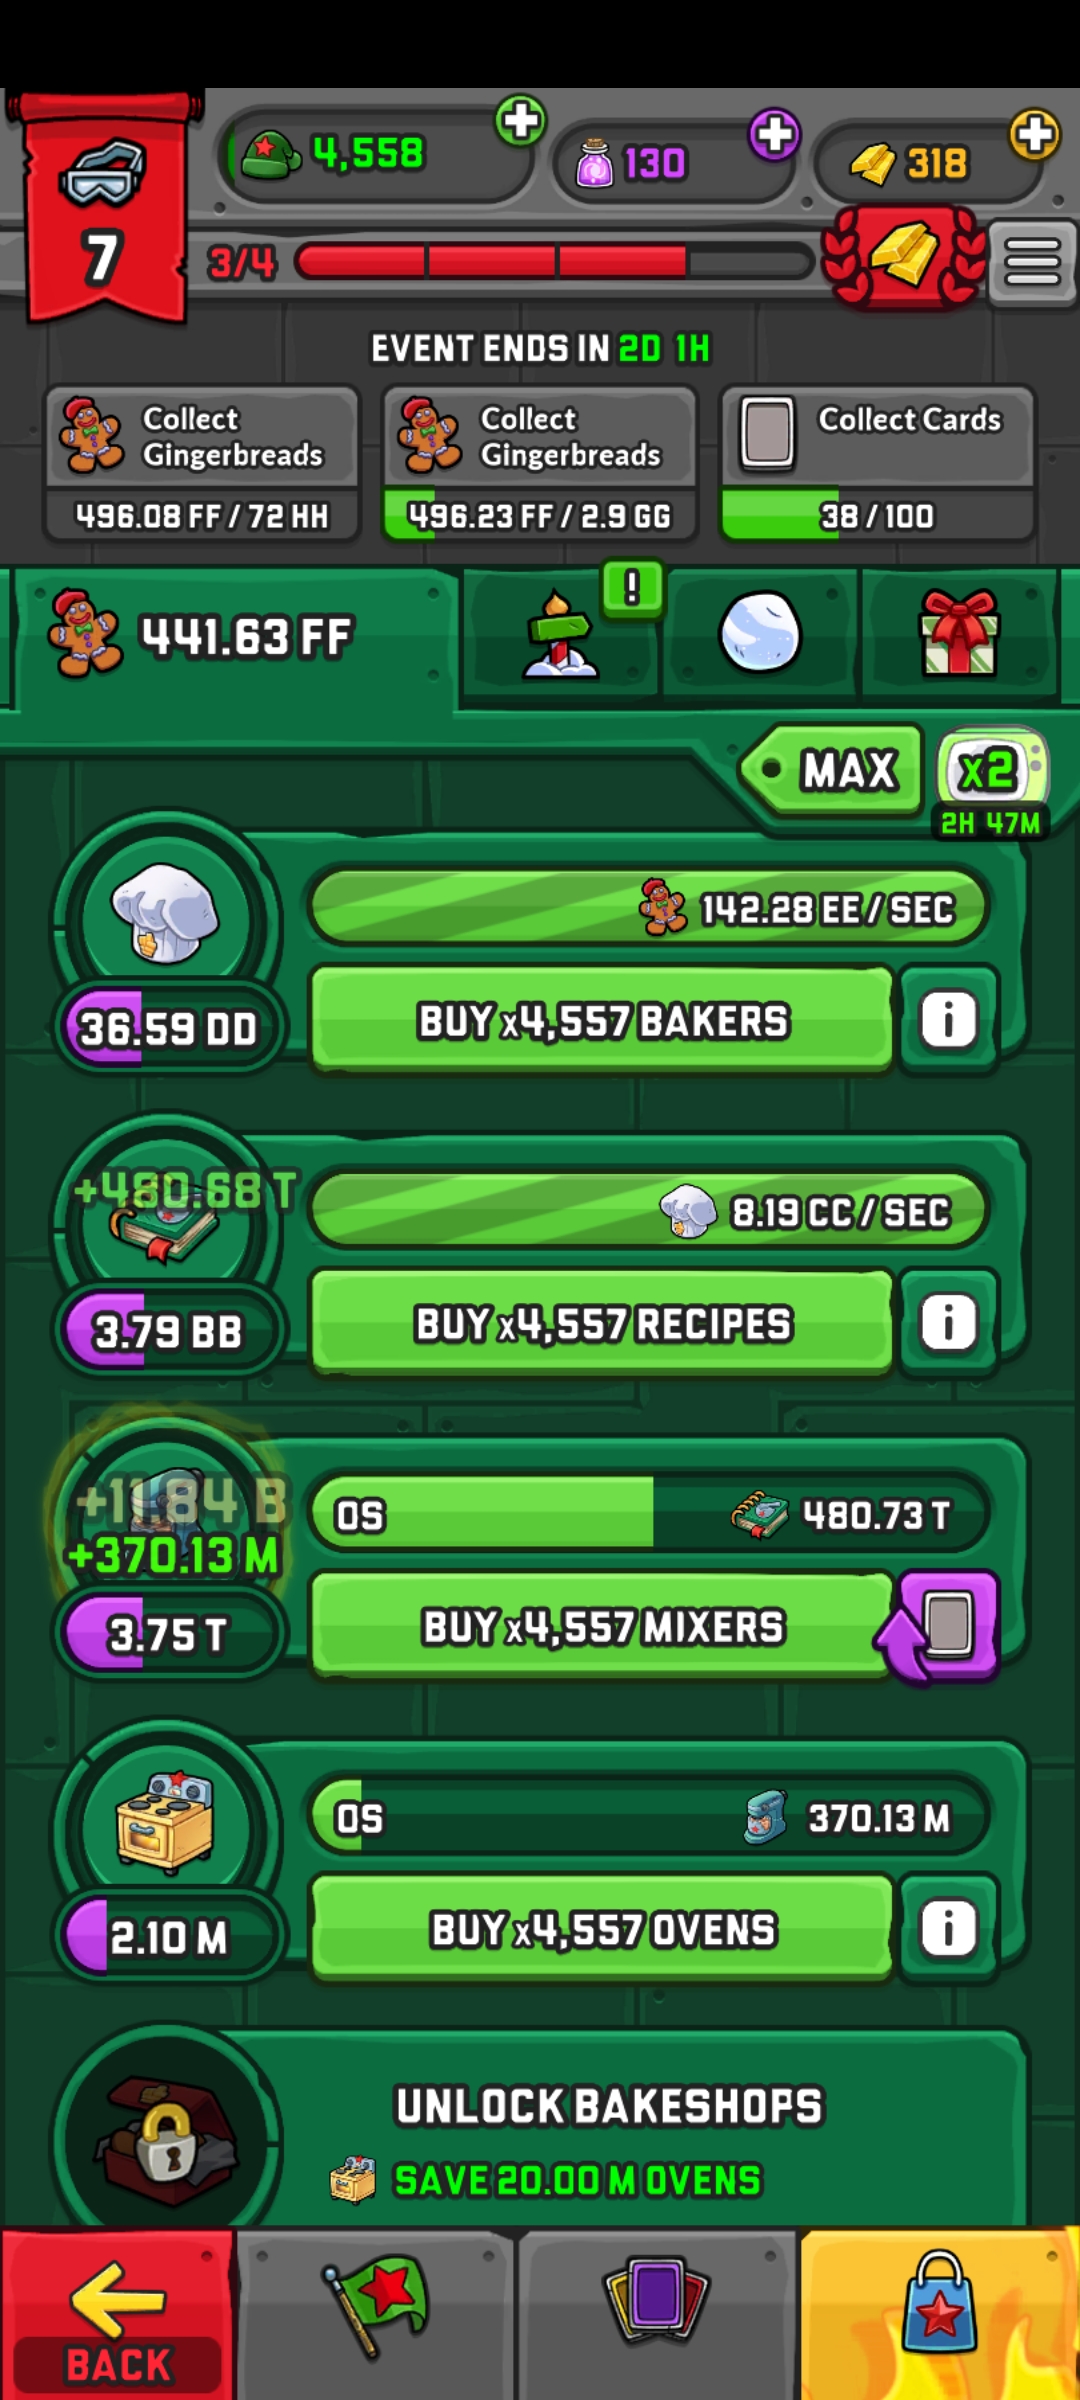 4,558
130
318
7
3/4
EVENT ENDS IN 2D 1H
Collect Gingerbreads
496.08 FF / 72 HH
Collect Gingerbreads
496.23 FF / 2.9 GG
Collect Cards
38 / 100
441.63 FF
!
MAX
x2
2H 47M
142.28 EE / SEC
36.59 DD
BUY x4,557 BAKERS
i
+480.68 T
8.19 CC / SEC
3.79 BB
BUY x4,557 RECIPES
i
+11.84 B
+370.13 M
0S
480.73 T
3.75 T
BUY x4,557 MIXERS
0S
370.13 M
2.10 M
BUY x4,557 OVENS
i
UNLOCK BAKESHOPS
SAVE 20.00 M OVENS
BACK